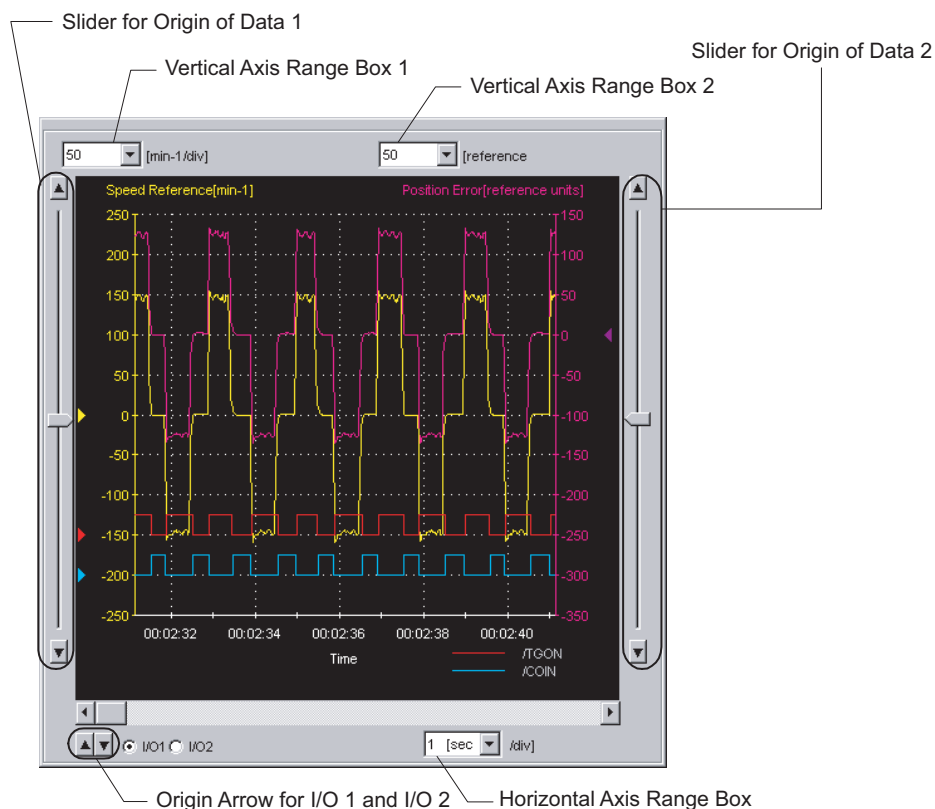 Slider for Origin of Data 1
Slider for Origin of Data 2
Vertical Axis Range Box 1
Vertical Axis Range Box 2
50 [min-1/div] 50 [reference
Speed Reference[min-1] Position Error[reference units]
250 150
200 100
150 50
100 0
50 -50
0 -100
-50 -150
-100 -200
-150 -250
-200 -300
-250 -350
00:02:32 00:02:34 00:02:36 00:02:38 00:02:40
Time
/TGON
/COIN
I/O1 I/O2 1 [sec /div]
Origin Arrow for I/O 1 and I/O 2 Horizontal Axis Range Box